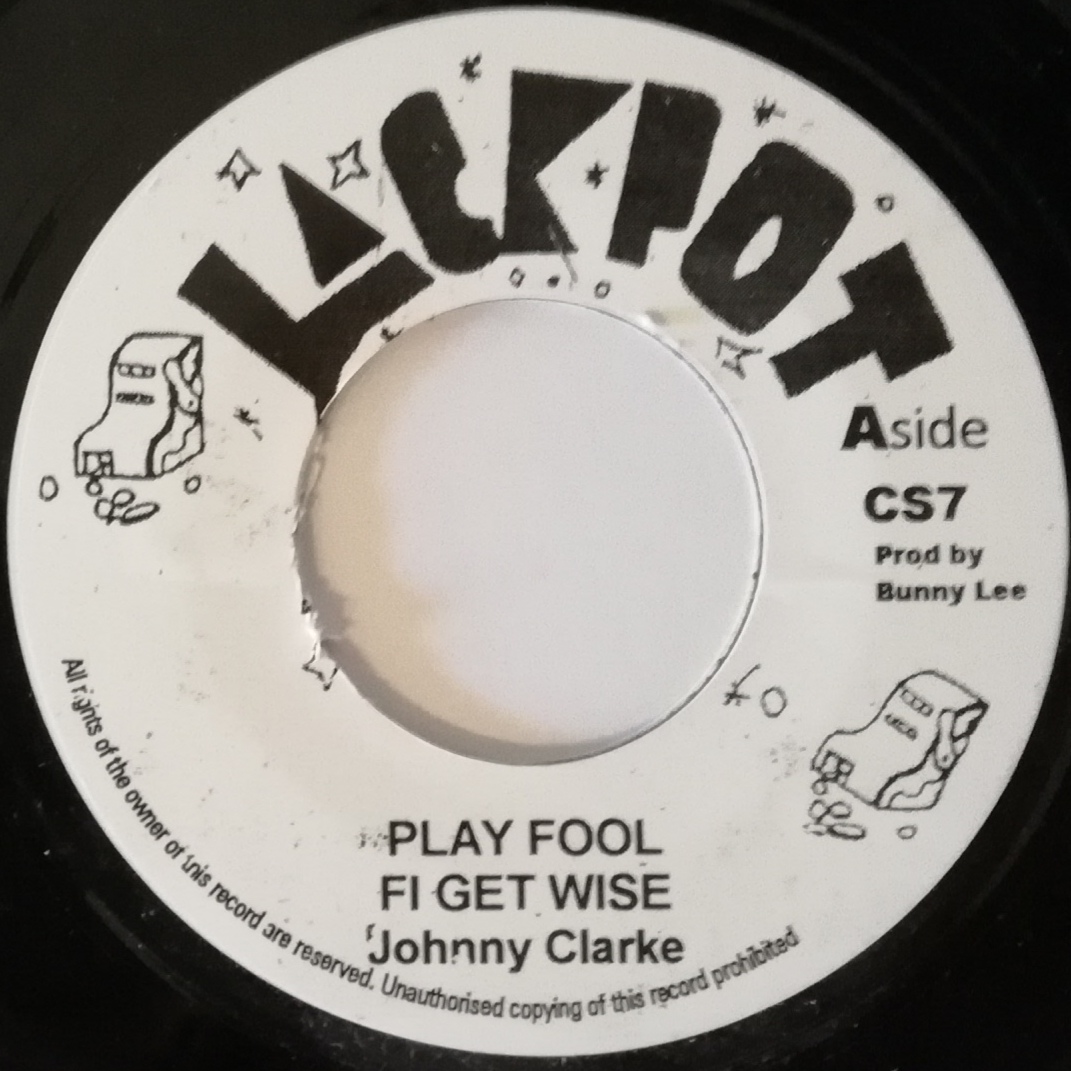 JACKPOT
Aside
CS7
Prod by
Bunny Lee
PLAY FOOL
FI GET WISE
Johnny Clarke
All rights of the owner of this record are reserved. Unauthorised copying of this record prohibited